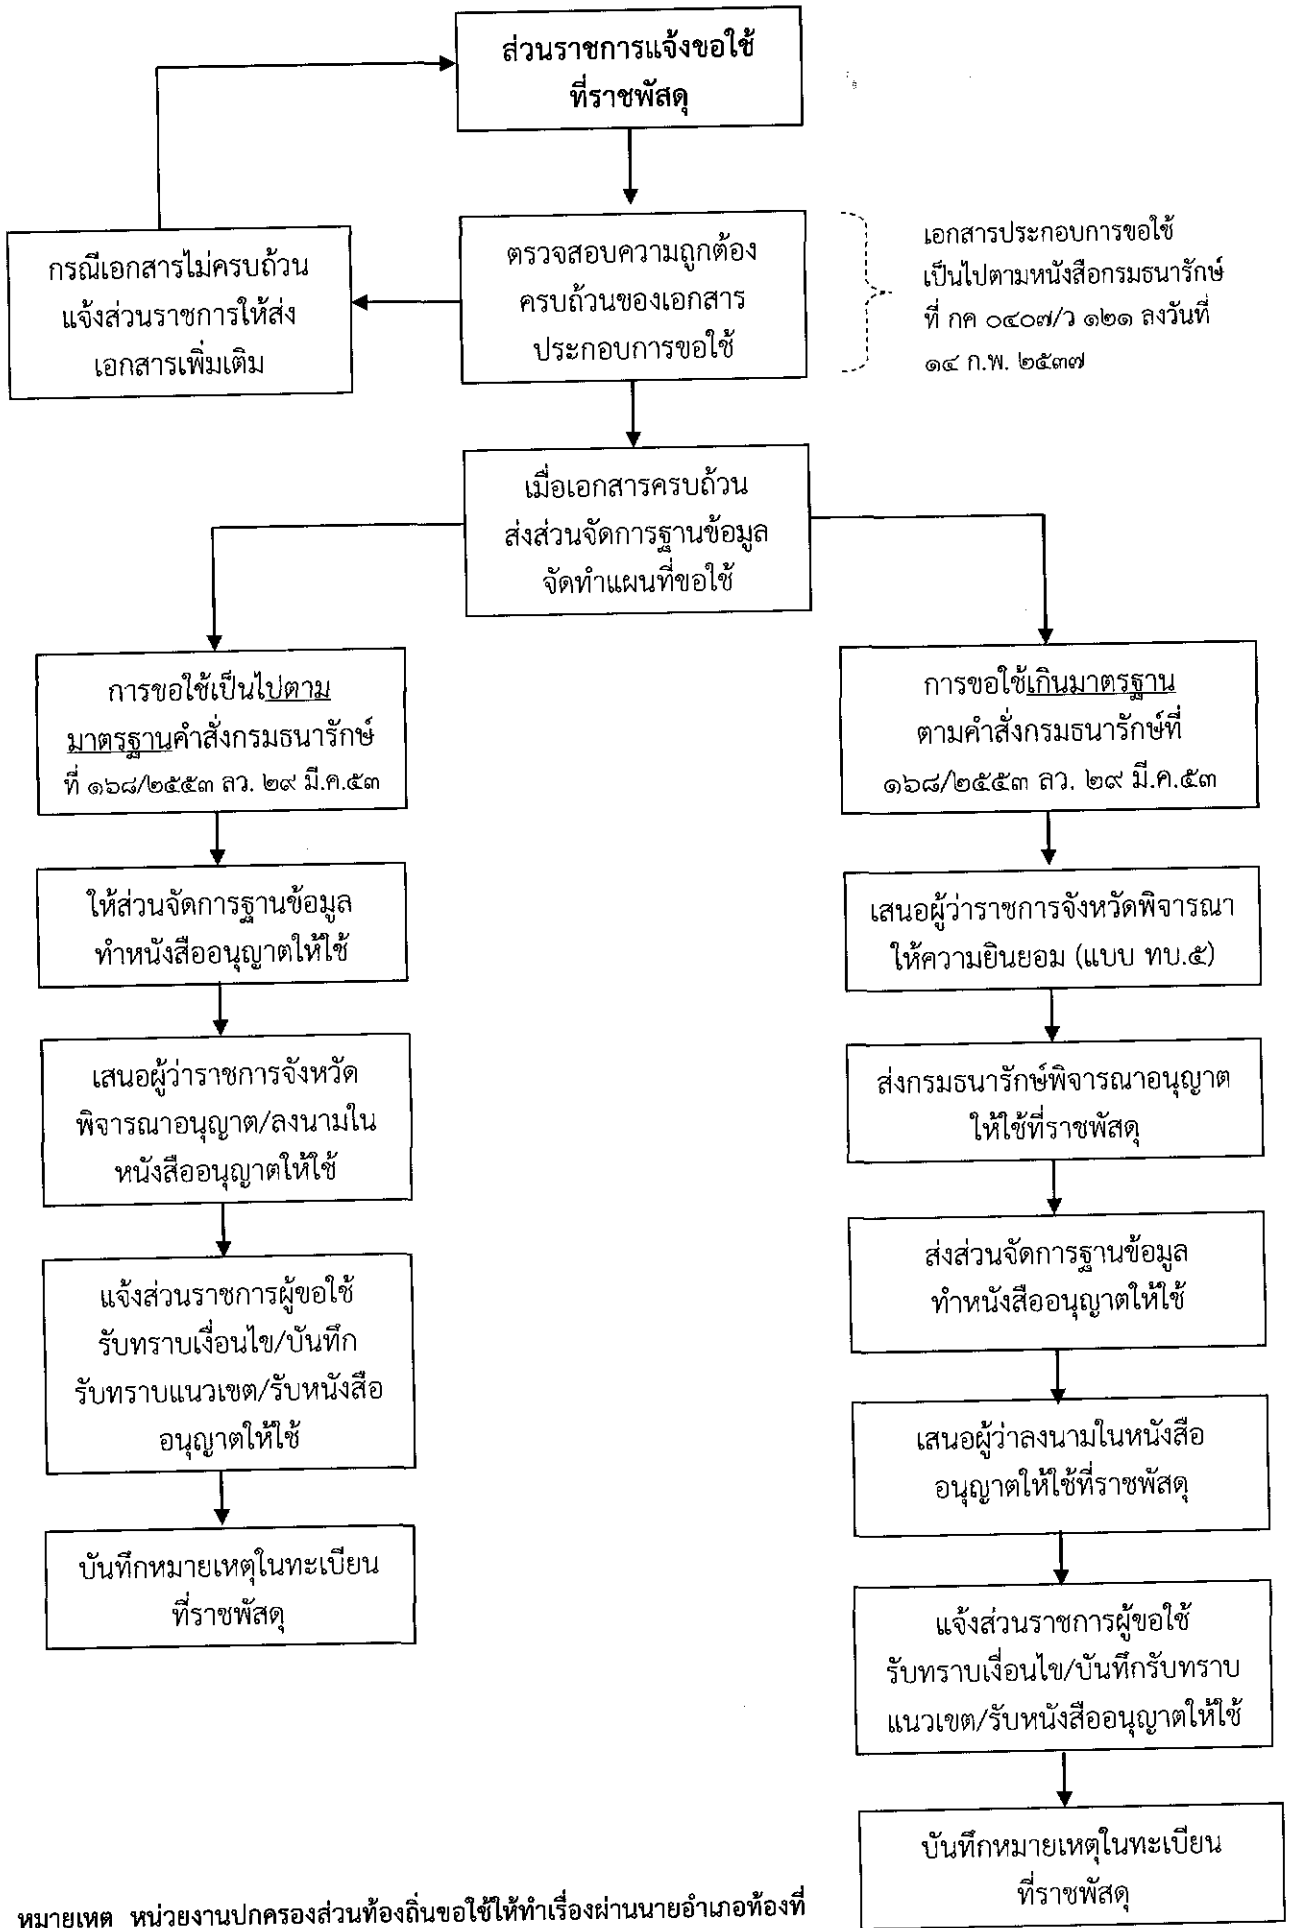 ส่วนราชการแจ้งขอใช้
ที่ราชพัสดุ
ตรวจสอบความถูกต้อง
ครบถ้วนของเอกสาร
ประกอบการขอใช้
เอกสารประกอบการขอใช้
เป็นไปตามหนังสือกรมธนารักษ์
ที่ กค ๐๔๐๗/ว ๑๒๑ ลงวันที่
๑๔ ก.พ. ๒๕๓๗
กรณีเอกสารไม่ครบถ้วน
แจ้งส่วนราชการให้ส่ง
เอกสารเพิ่มเติม
เมื่อเอกสารครบถ้วน
ส่งส่วนจัดการฐานข้อมูล
จัดทำแผนที่ขอใช้
การขอใช้เป็นไปตาม
มาตรฐานคำสั่งกรมธนารักษ์
ที่ ๑๖๘/๒๕๕๓ ลว. ๒๙ มี.ค.๕๓
ให้ส่วนจัดการฐานข้อมูล
ทำหนังสืออนุญาตให้ใช้
เสนอผู้ว่าราชการจังหวัด
พิจารณาอนุญาต/ลงนามใน
หนังสืออนุญาตให้ใช้
แจ้งส่วนราชการผู้ขอใช้
รับทราบเงื่อนไข/บันทึก
รับทราบแนวเขต/รับหนังสือ
อนุญาตให้ใช้
บันทึกหมายเหตุในทะเบียน
ที่ราชพัสดุ
การขอใช้เกินมาตรฐาน
ตามคำสั่งกรมธนารักษ์ที่
๑๖๘/๒๕๕๓ ลว. ๒๙ มี.ค.๕๓
เสนอผู้ว่าราชการจังหวัดพิจารณา
ให้ความยินยอม (แบบ ทบ.๕)
ส่งกรมธนารักษ์พิจารณาอนุญาต
ให้ใช้ที่ราชพัสดุ
ส่งส่วนจัดการฐานข้อมูล
ทำหนังสืออนุญาตให้ใช้
เสนอผู้ว่าลงนามในหนังสือ
อนุญาตให้ใช้ที่ราชพัสดุ
แจ้งส่วนราชการผู้ขอใช้
รับทราบเงื่อนไข/บันทึกรับทราบ
แนวเขต/รับหนังสืออนุญาตให้ใช้
บันทึกหมายเหตุในทะเบียน
ที่ราชพัสดุ
หมายเหตุ หน่วยงานปกครองส่วนท้องถิ่นขอใช้ให้ทำเรื่องผ่านนายอำเภอท้องที่